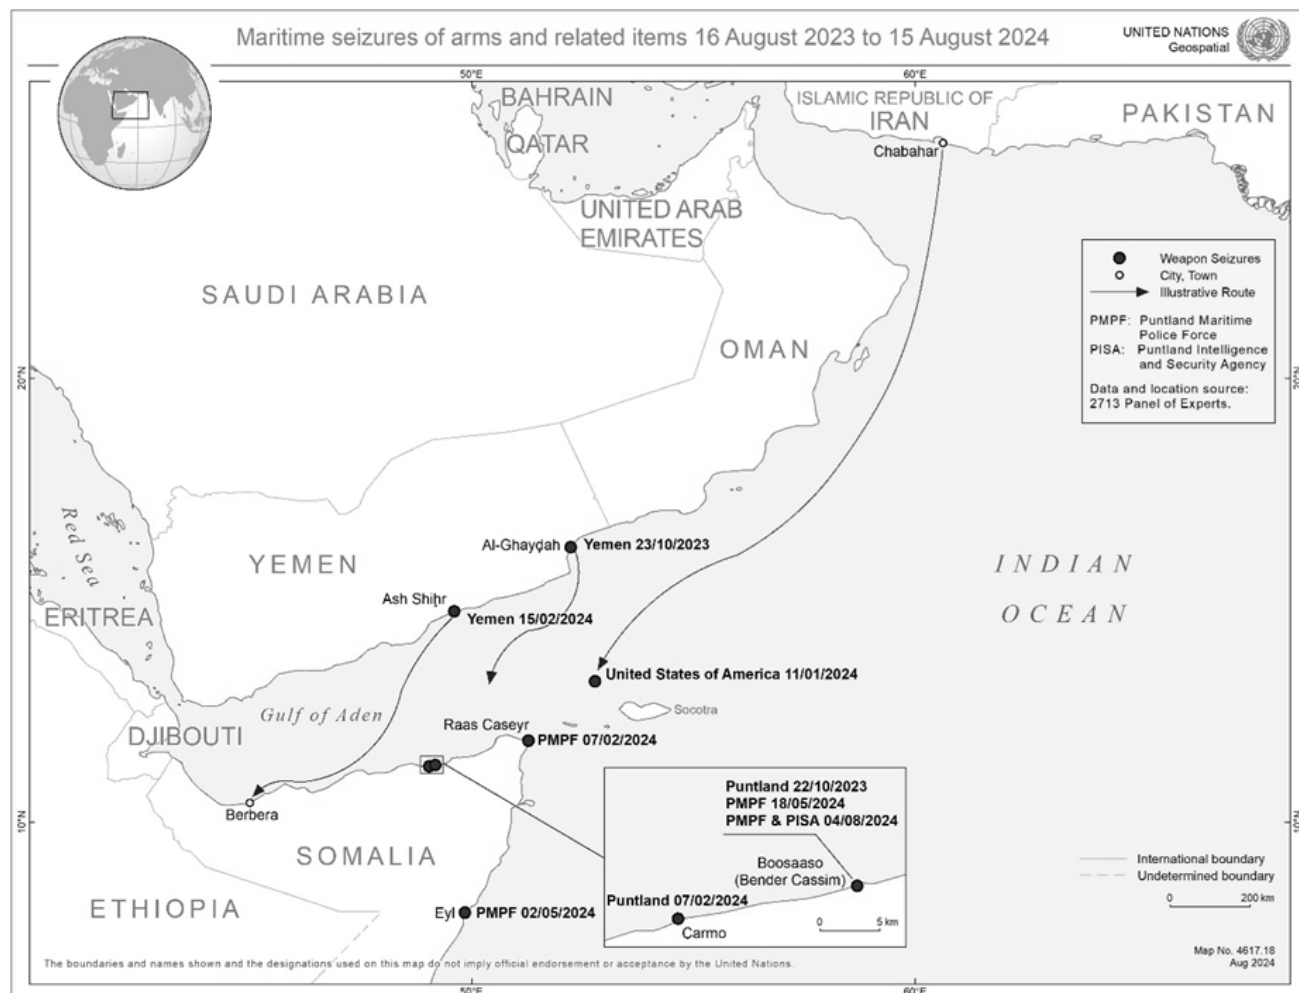 Maritime seizures of arms and related items 16 August 2023 to 15 August 2024
UNITED NATIONS
Geospatial
50°E
60°E
BAHRAIN
QATAR
ISLAMIC REPUBLIC OF
IRAN
PAKISTAN
Chabahar
UNITED ARAB
EMIRATES
SAUDI ARABIA
OMAN
Weapon Seizures
City, Town
Illustrative Route
PMPF: Puntland Maritime
Police Force
PISA: Puntland Intelligence
and Security Agency
Data and location source:
2713 Panel of Experts.
20°N
Red Sea
YEMEN
ERITREA
Al-Ghayḑah
Yemen 23/10/2023
Ash Shiḩr
Yemen 15/02/2024
INDIAN
OCEAN
United States of America 11/01/2024
Socotra
Gulf of Aden
DJIBOUTI
Raas Caseyr
PMPF 07/02/2024
Berbera
10°N
10°N
SOMALIA
ETHIOPIA
Eyl
PMPF 02/05/2024
Puntland 22/10/2023
PMPF 18/05/2024
PMPF & PISA 04/08/2024
Boosaaso
(Bender Cassim)
Puntland 07/02/2024
Carmo
0 5 km
International boundary
Undetermined boundary
0 200 km
Map No. 4617.18
Aug 2024
The boundaries and names shown and the designations used on this map do not imply official endorsement or acceptance by the United Nations.
50°E
60°E